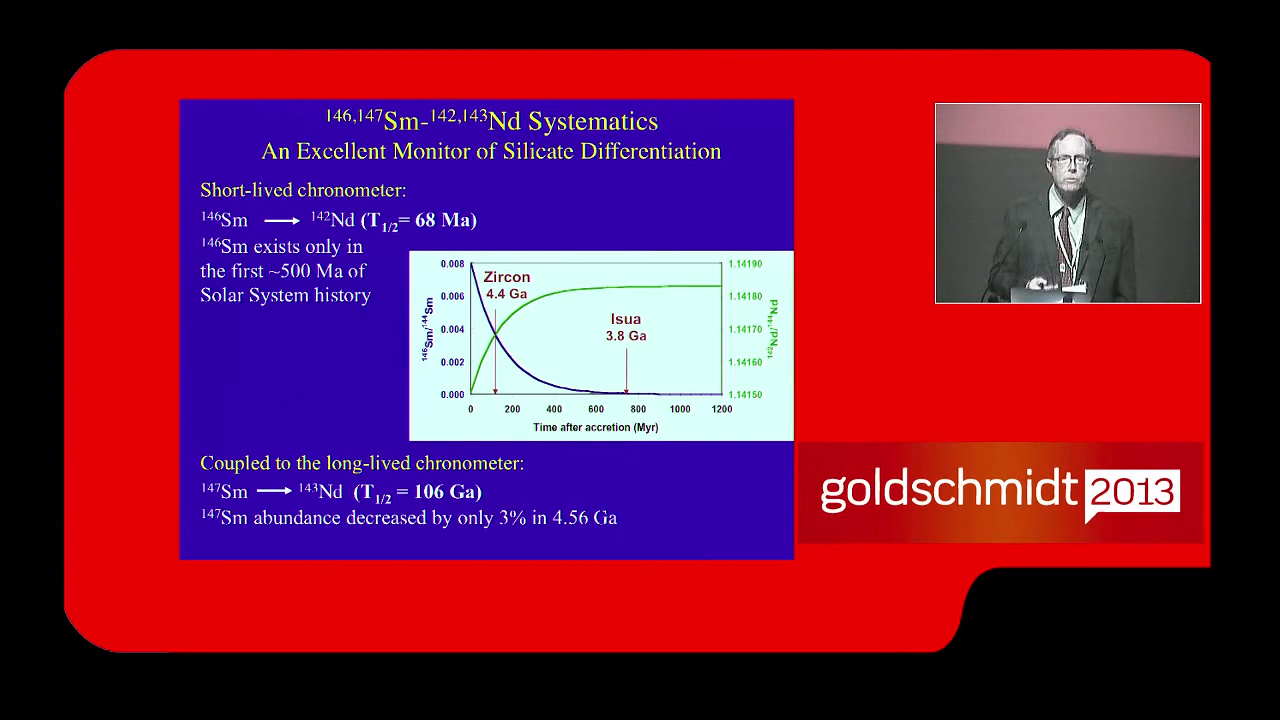 ¹⁴⁶,¹⁴⁷Sm-¹⁴²,¹⁴³Nd Systematics
An Excellent Monitor of Silicate Differentiation
Short-lived chronometer:
¹⁴⁶Sm → ¹⁴²Nd (T₁/₂= 68 Ma)
¹⁴⁶Sm exists only in
the first ~500 Ma of
Solar System history
0.008
0.006
0.004
0.002
0.000
¹⁴⁶Sm/¹⁴⁴Sm
Zircon
4.4 Ga
Isua
3.8 Ga
1.14190
1.14180
1.14170
1.14160
1.14150
¹⁴²Nd/¹⁴⁴Nd
0 200 400 600 800 1000 1200
Time after accretion (Myr)
Coupled to the long-lived chronometer:
¹⁴⁷Sm → ¹⁴³Nd (T₁/₂ = 106 Ga)
¹⁴⁷Sm abundance decreased by only 3% in 4.56 Ga
goldschmidt 2013